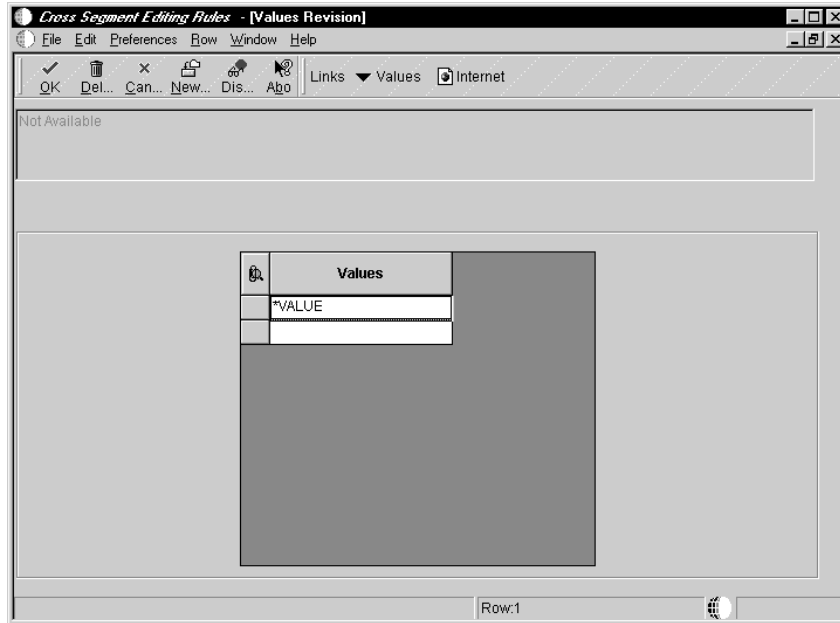 Cross Segment Editing Rules - [Values Revision]
File Edit Preferences Row Window Help
OK Del... Can... New... Dis... Abo Links Values Internet
Not Available
Values
*VALUE
Row:1